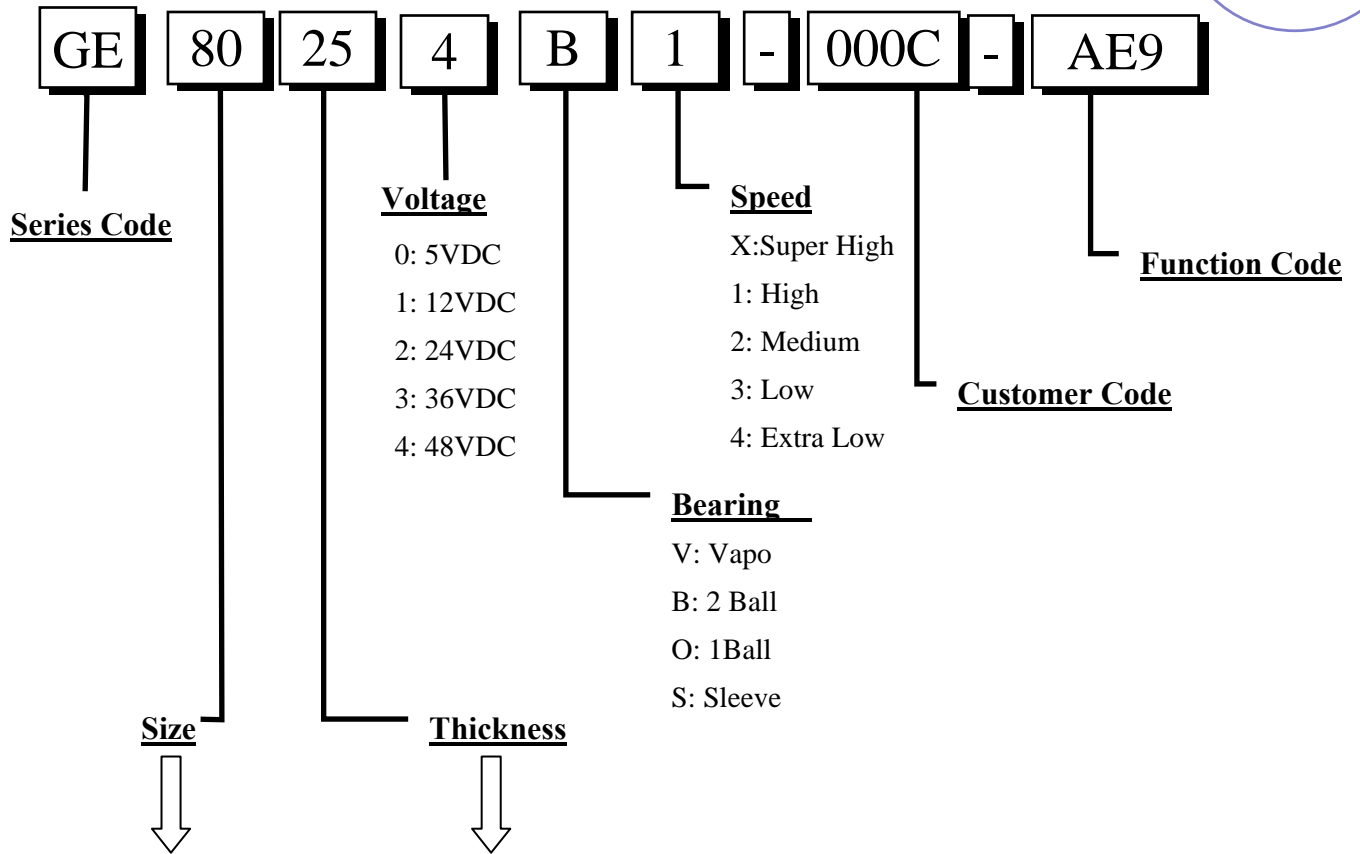 GE 80 25 4 B 1 - 000C - AE9
Series Code
Voltage
0: 5VDC
1: 12VDC
2: 24VDC
3: 36VDC
4: 48VDC
Speed
X:Super High
1: High
2: Medium
3: Low
4: Extra Low
Function Code
Customer Code
Bearing
V: Vapo
B: 2 Ball
O: 1Ball
S: Sleeve
Size
Thickness